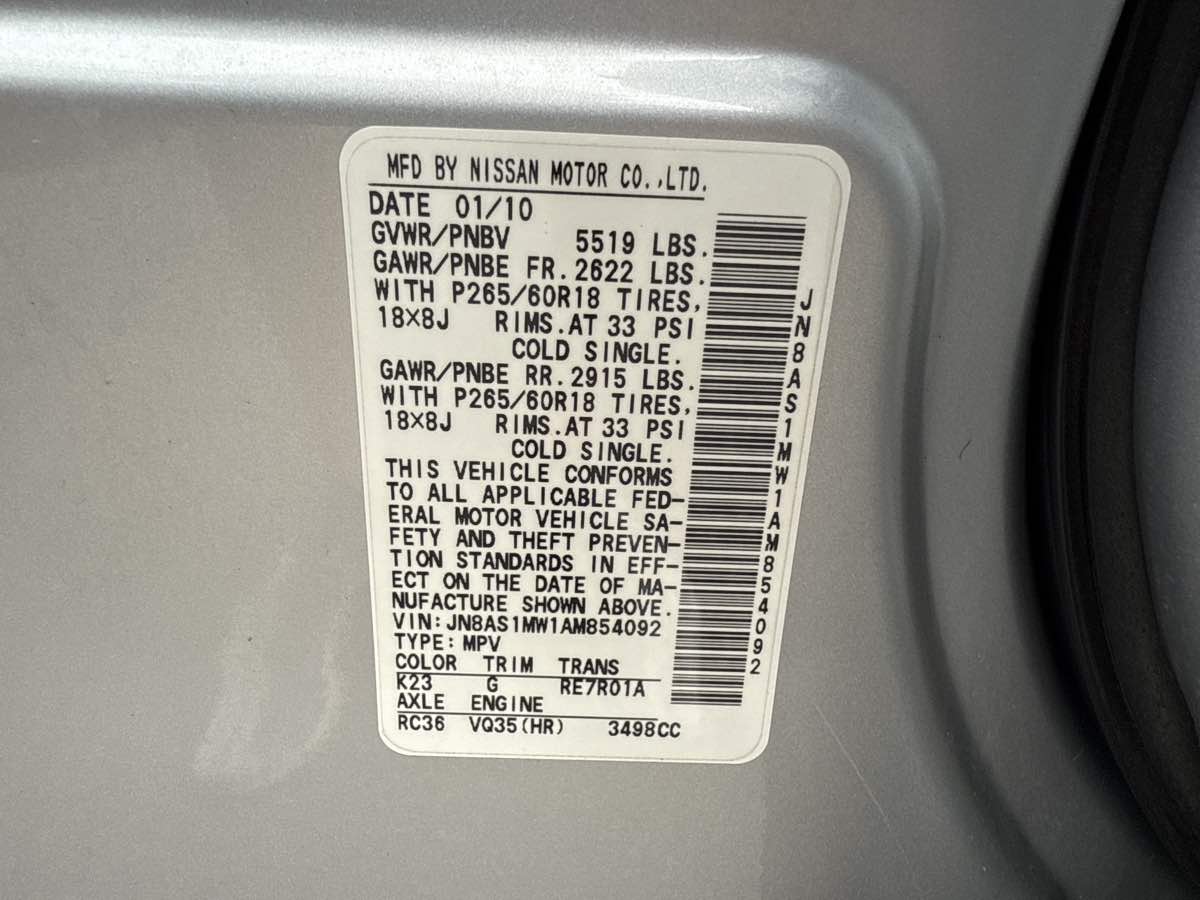 MFD BY NISSAN MOTOR CO.,LTD.
DATE 01/10
GVWR/PNBV 5519 LBS.
GAWR/PNBE FR. 2622 LBS.
WITH P265/60R18 TIRES,
18×8J RIMS. AT 33 PSI
COLD SINGLE.
GAWR/PNBE RR. 2915 LBS.
WITH P265/60R18 TIRES,
18×8J RIMS. AT 33 PSI
COLD SINGLE.
THIS VEHICLE CONFORMS
TO ALL APPLICABLE FED-
ERAL MOTOR VEHICLE SA-
FETY AND THEFT PREVEN-
TION STANDARDS IN EFF-
ECT ON THE DATE OF MA-
NUFACTURE SHOWN ABOVE.
VIN: JN8AS1MW1AM854092
TYPE: MPV
COLOR TRIM TRANS
K23 G RE7R01A
AXLE ENGINE
RC36 VQ35(HR) 3498CC
JN8AS1MW1AM854092